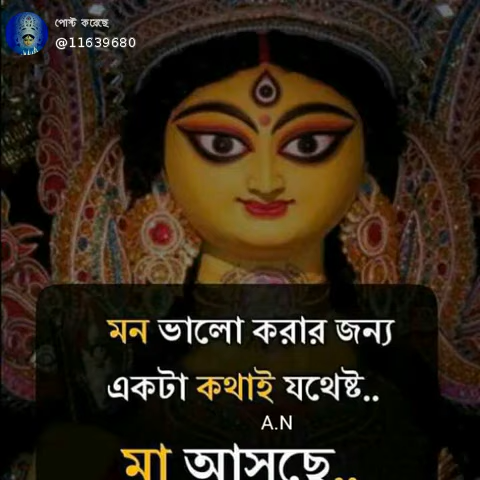 পোস্ট করেছে
@11639680
মন ভালো করার জন্য
একটা কথাই যথেষ্ট..
A.N
মা আসছে..